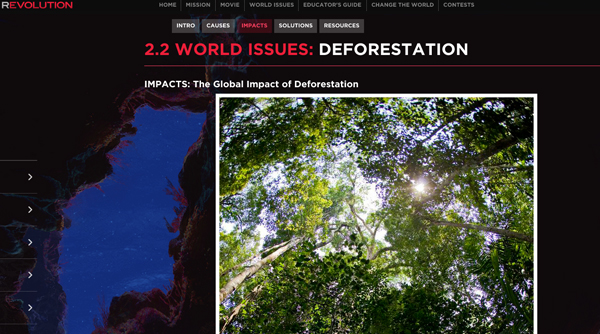 REVOLUTION
HOME MISSION MOVIE WORLD ISSUES EDUCATOR'S GUIDE CHANGE THE WORLD CONTESTS
INTRO CAUSES IMPACTS SOLUTIONS RESOURCES
2.2 WORLD ISSUES: DEFORESTATION
IMPACTS: The Global Impact of Deforestation